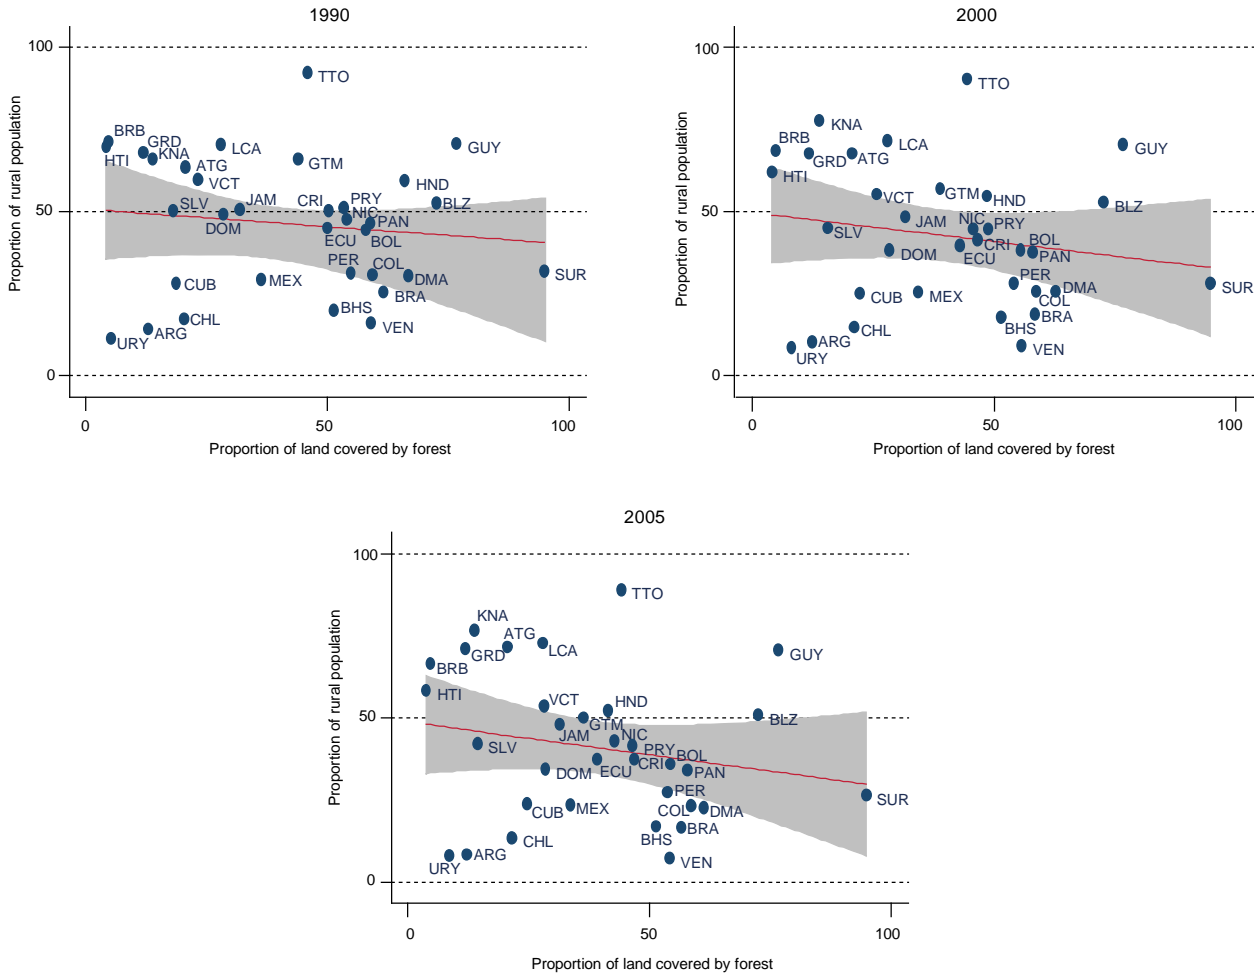 1990
100
TTO
BRB
GRD
HTI
KNA
LCA
ATG
GTM
GUY
VCT
HND
SLV
JAM
CRI
PRY
BLZ
50
DOM
NIC
PAN
ECU
BOL
PER
COL
DMA
SUR
CUB
MEX
BRA
CHL
BHS
VEN
ARG
URY
0
0
50
100
Proportion of rural population
Proportion of land covered by forest
2000
100
TTO
KNA
BRB
LCA
GRD
ATG
GUY
HTI
VCT
GTM
HND
BLZ
50
JAM
NIC
PRY
SLV
CRI
BOL
DOM
ECU
PAN
PER
SUR
CUB
MEX
COL
DMA
CHL
BHS
BRA
ARG
VEN
URY
0
0
50
100
Proportion of rural population
Proportion of land covered by forest
2005
100
TTO
KNA
ATG
GRD
LCA
GUY
BRB
HTI
VCT
HND
50
GTM
BLZ
JAM
NIC
SLV
PRY
BOL
DOM
ECU
CRI
PAN
PER
SUR
CUB
MEX
COL
DMA
CHL
BHS
BRA
URY
ARG
VEN
0
0
50
100
Proportion of rural population
Proportion of land covered by forest